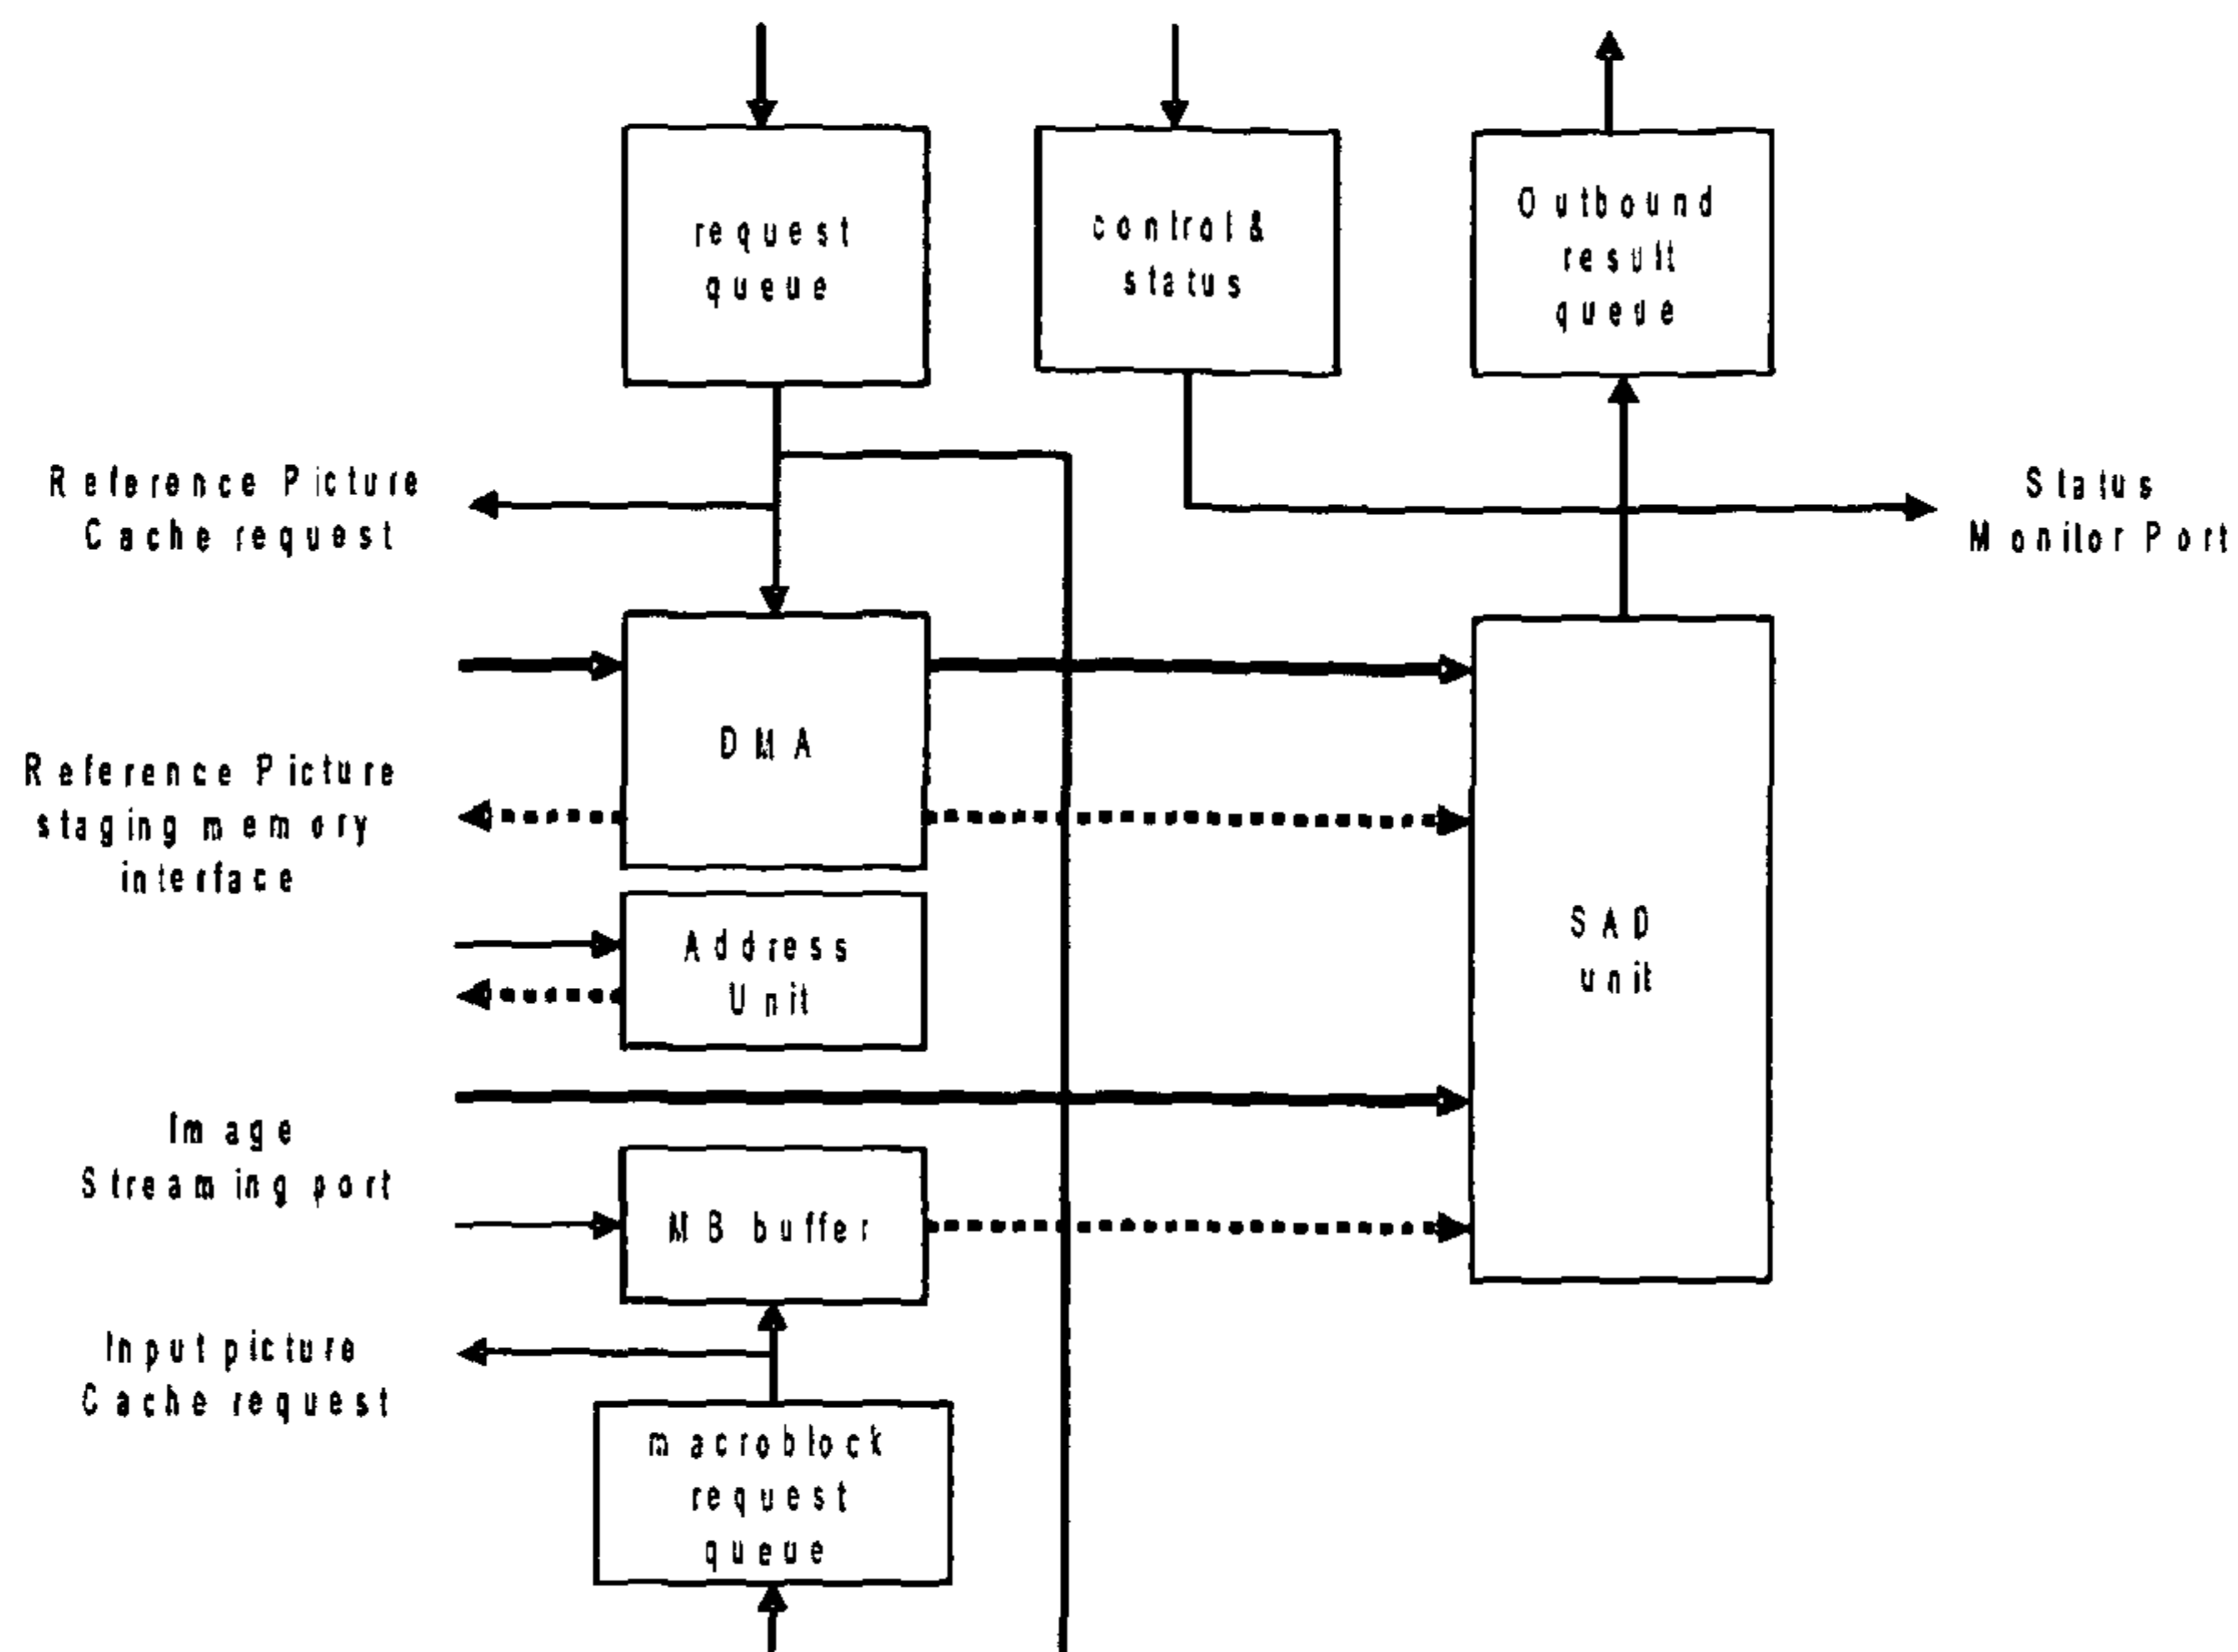 request
queue
control &
status
Outbound
result
queue
Reference Picture
Cache request
Status
Monitor Port
DMA
Reference Picture
staging memory
interface
Address
Unit
SAD
unit
Image
Streaming port
MB buffer
Input picture
Cache request
macroblock
request
queue